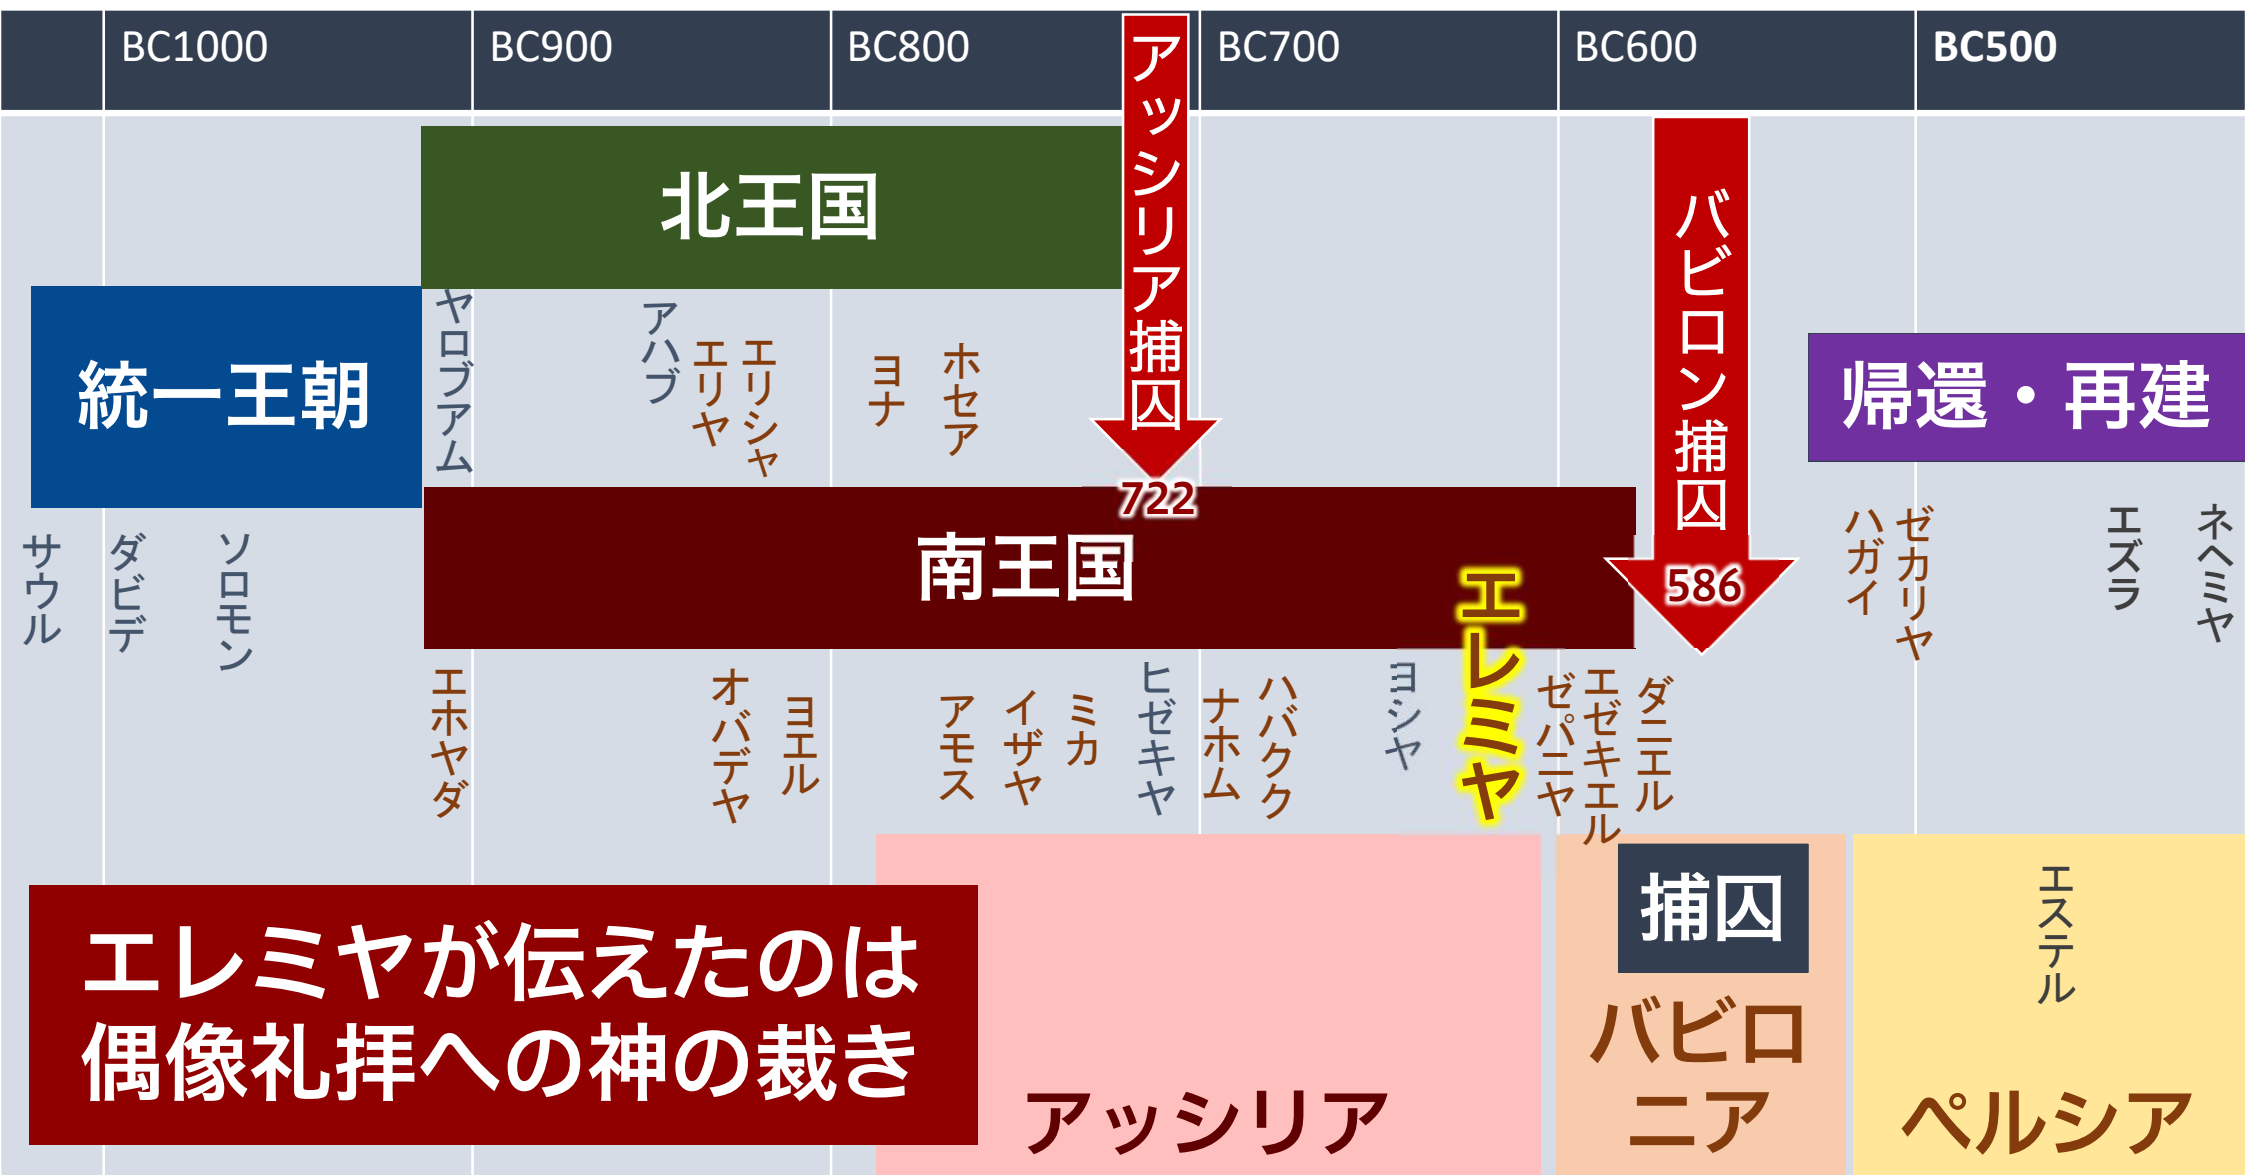 BC1000
BC900
BC800
BC700
BC600
BC500
アッシリア捕囚
722
バビロン捕囚
586
北王国
統一王朝
帰還・再建
ヤロブアム
アハブ
エリヤ
エリシャ
ヨナ
ホセア
南王国
サウル
ダビデ
ソロモン
ハガイ
ゼカリヤ
エズラ
ネヘミヤ
エホヤダ
オバデヤ
ヨエル
アモス
イザヤ
ミカ
ヒゼキヤ
ナホム
ハバクク
ヨシヤ
エレミヤ
ゼパニヤ
エゼキエル
ダニエル
エレミヤが伝えたのは
偶像礼拝への神の裁き
アッシリア
捕囚
バビロ
ニア
エステル
ペルシア